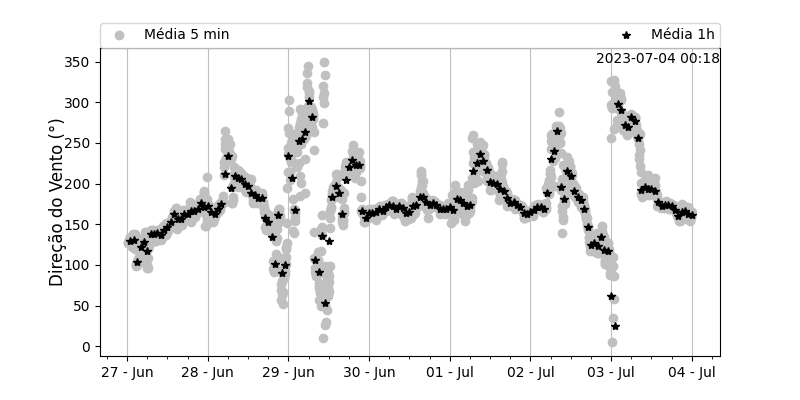 Média 5 min
Média 1h
2023-07-04 00:18
Direção do Vento (°)
350
300
250
200
150
100
50
0
27 - Jun
28 - Jun
29 - Jun
30 - Jun
01 - Jul
02 - Jul
03 - Jul
04 - Jul